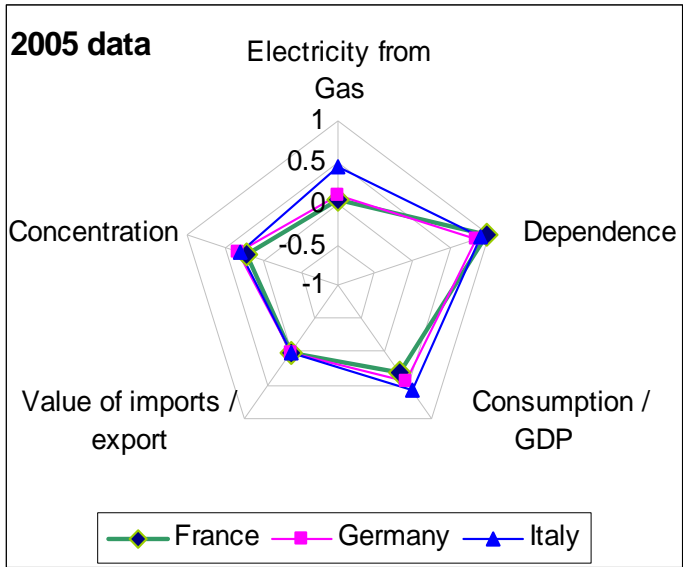 2005 data
Electricity from
Gas
1
0.5
0
-0.5
-1
Concentration
Dependence
Value of imports /
export
Consumption /
GDP
France Germany Italy